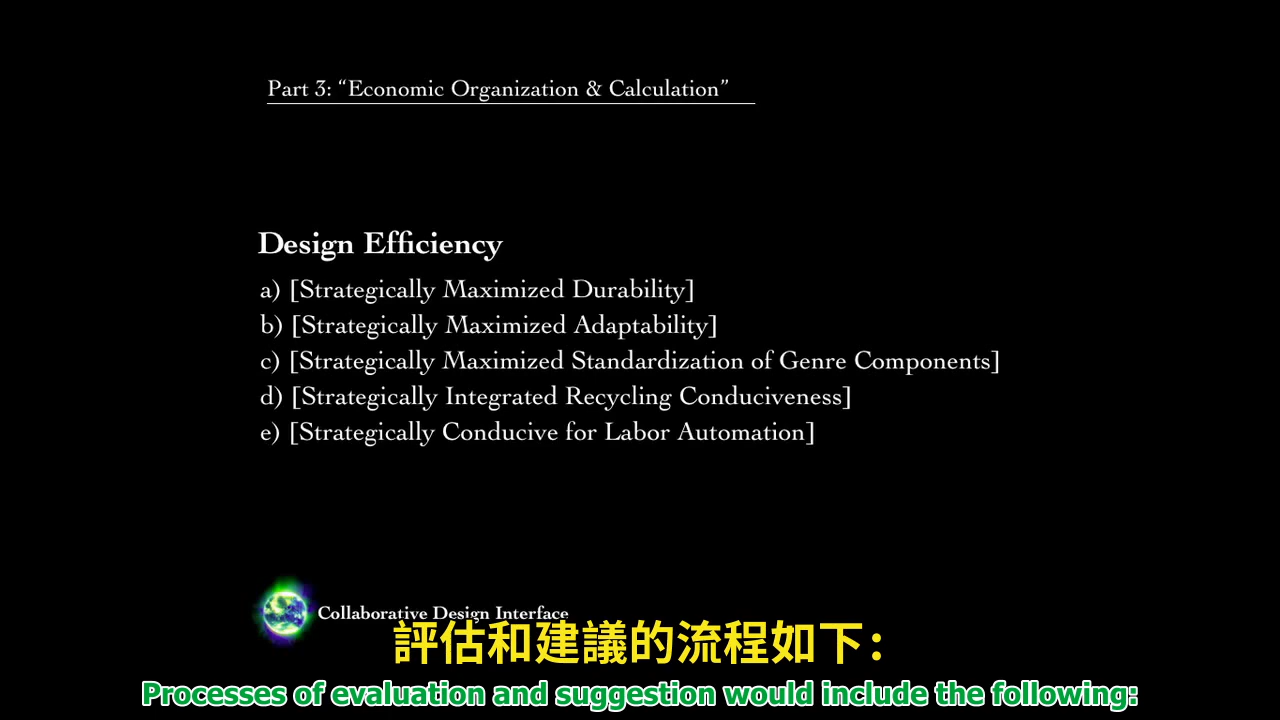 Part 3: “Economic Organization & Calculation”
Design Efficiency
a) [Strategically Maximized Durability]
b) [Strategically Maximized Adaptability]
c) [Strategically Maximized Standardization of Genre Components]
d) [Strategically Integrated Recycling Conduciveness]
e) [Strategically Conducive for Labor Automation]
Collaborative Design Interface
評估和建議的流程如下：
Processes of evaluation and suggestion would include the following: